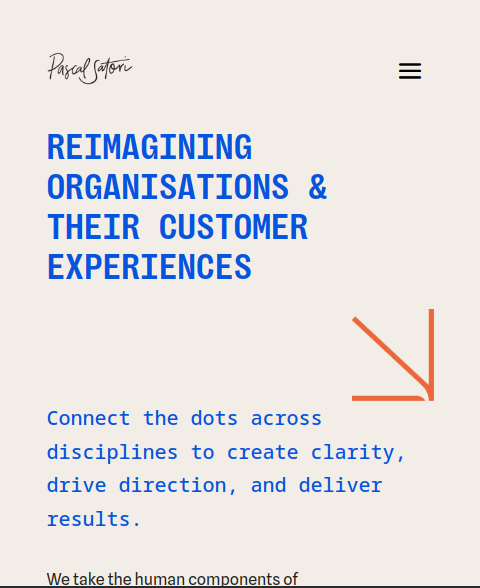 Pascal Satori
REIMAGINING
ORGANISATIONS &
THEIR CUSTOMER
EXPERIENCES
Connect the dots across
disciplines to create clarity,
drive direction, and deliver
results.
We take the human components of